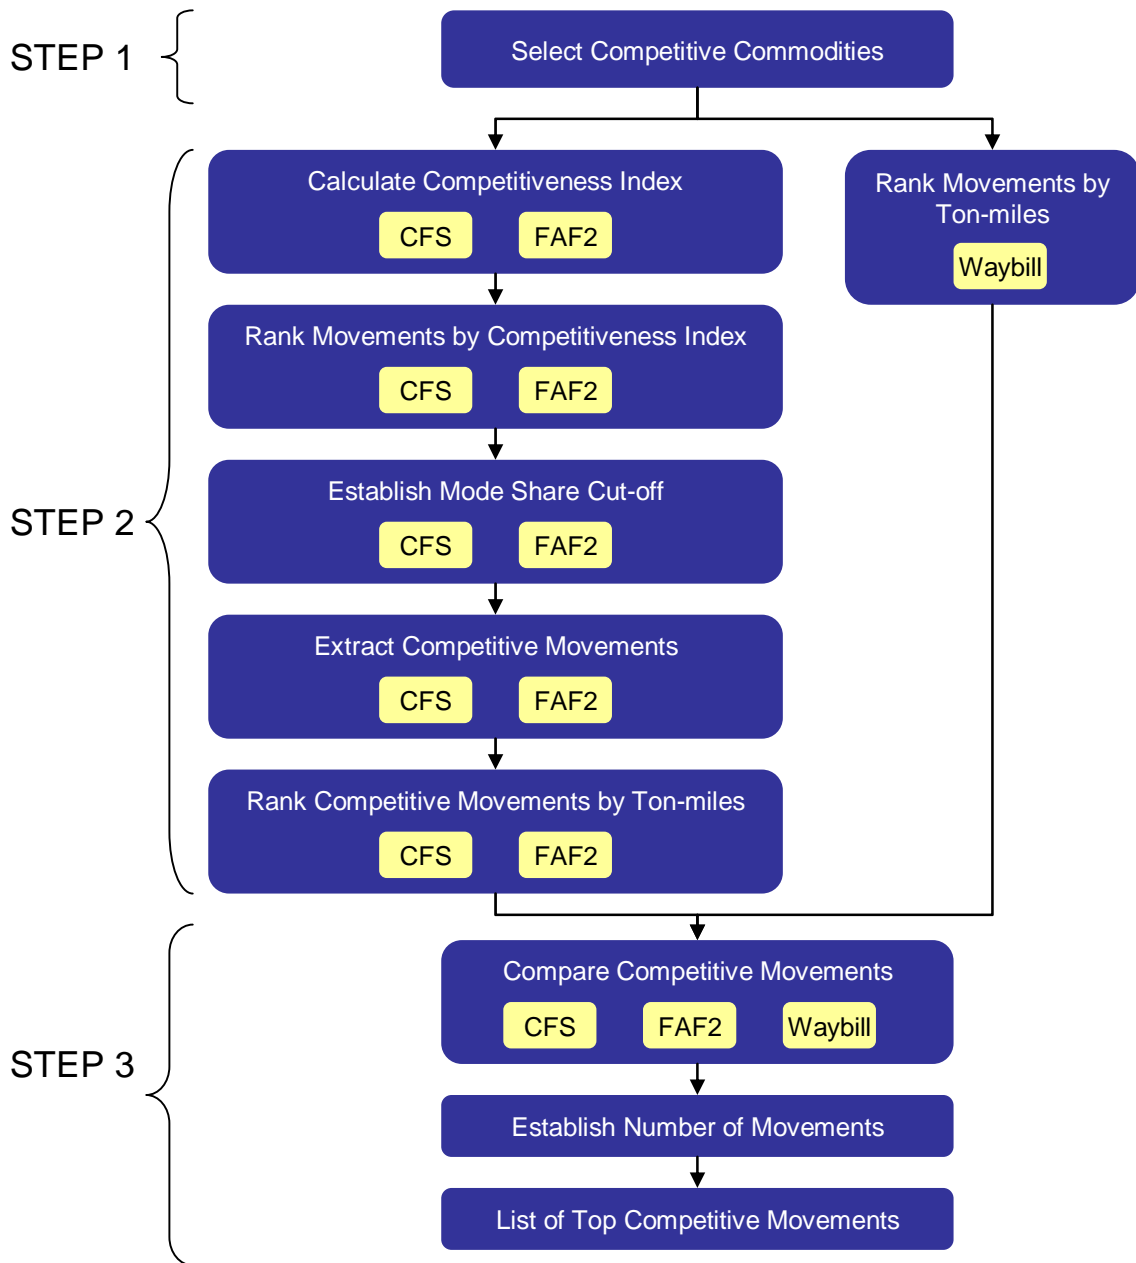 STEP 1
Select Competitive Commodities
STEP 2
Calculate Competitiveness Index
CFS FAF2
Rank Movements by Competitiveness Index
CFS FAF2
Establish Mode Share Cut-off
CFS FAF2
Extract Competitive Movements
CFS FAF2
Rank Competitive Movements by Ton-miles
CFS FAF2
Rank Movements by
Ton-miles
Waybill
STEP 3
Compare Competitive Movements
CFS FAF2 Waybill
Establish Number of Movements
List of Top Competitive Movements